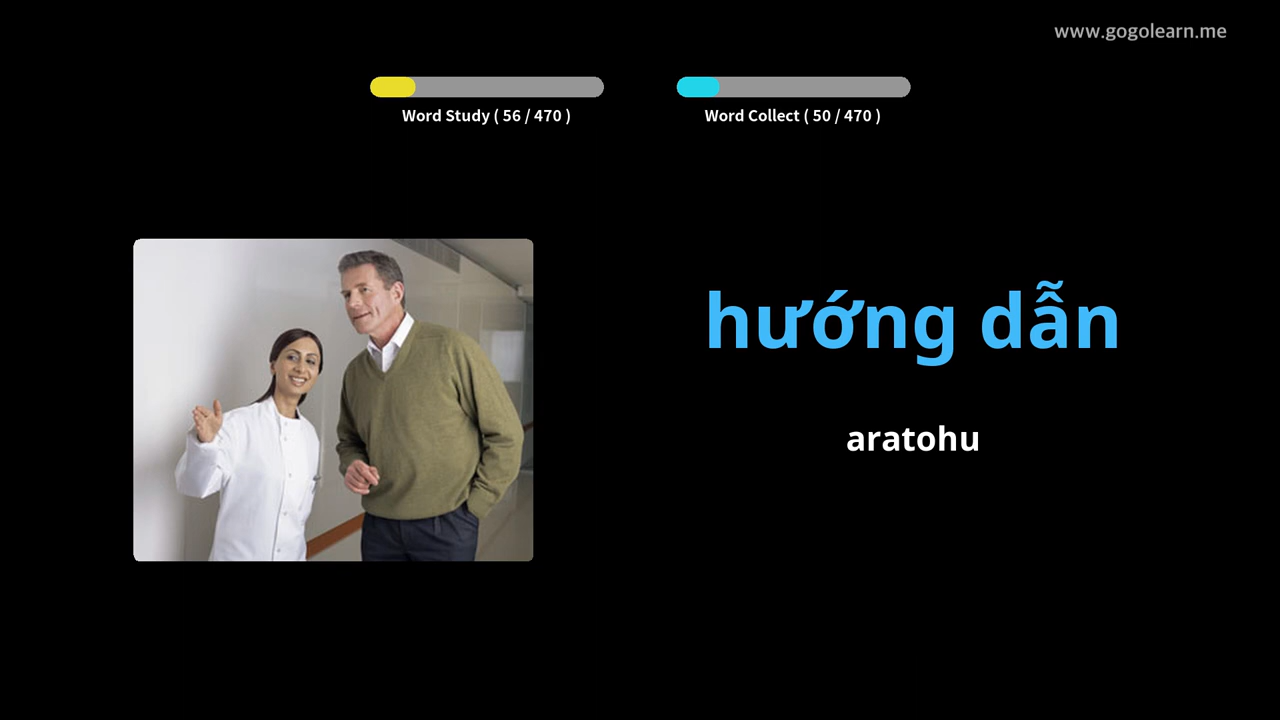 www.gogolearn.me
Word Study ( 56 / 470 )
Word Collect ( 50 / 470 )
hướng dẫn
aratohu